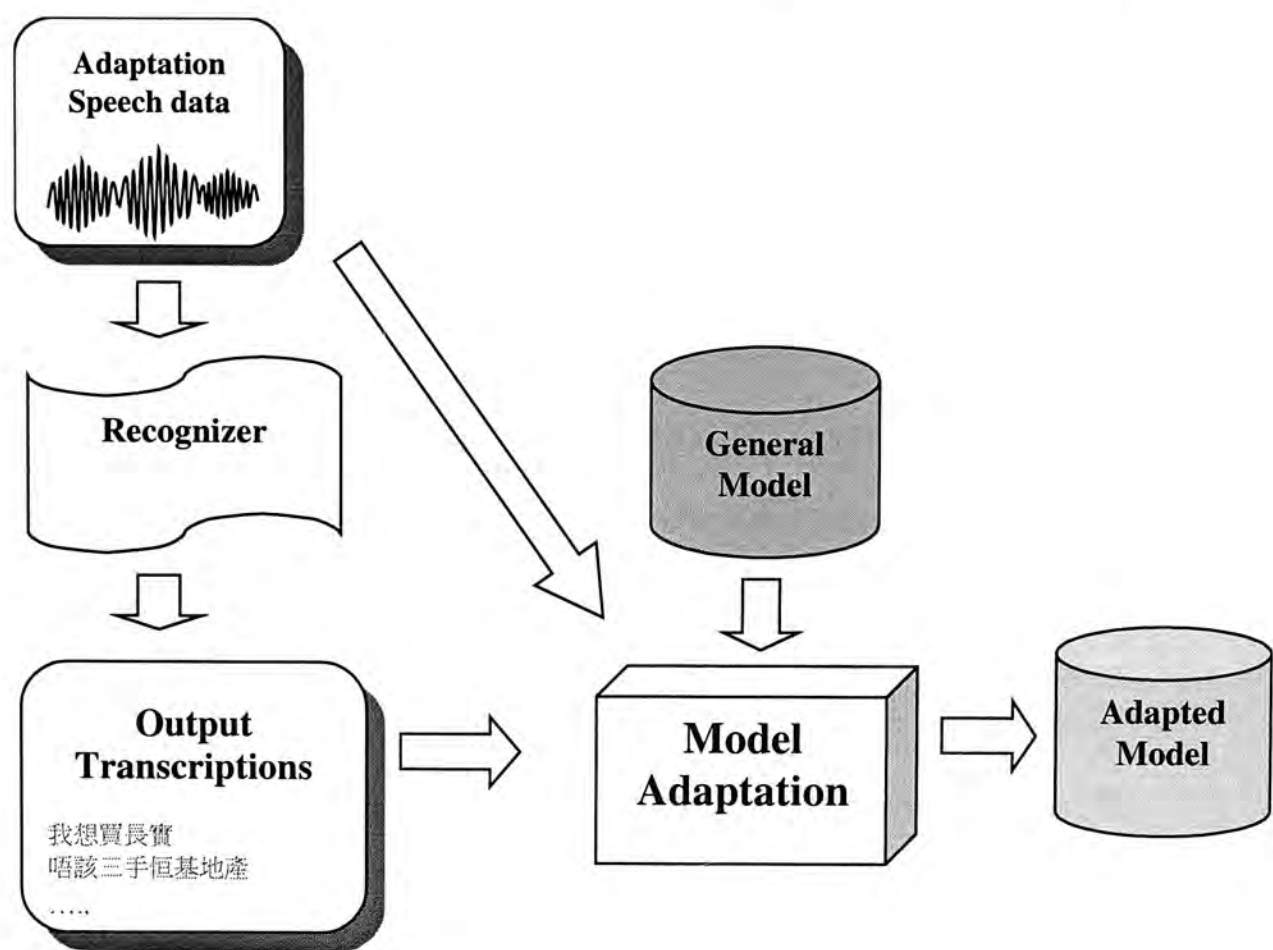 Adaptation
Speech data
Recognizer
General
Model
Output
Transcriptions
我想買長實
唔該三手恒基地產
.....
Model
Adaptation
Adapted
Model